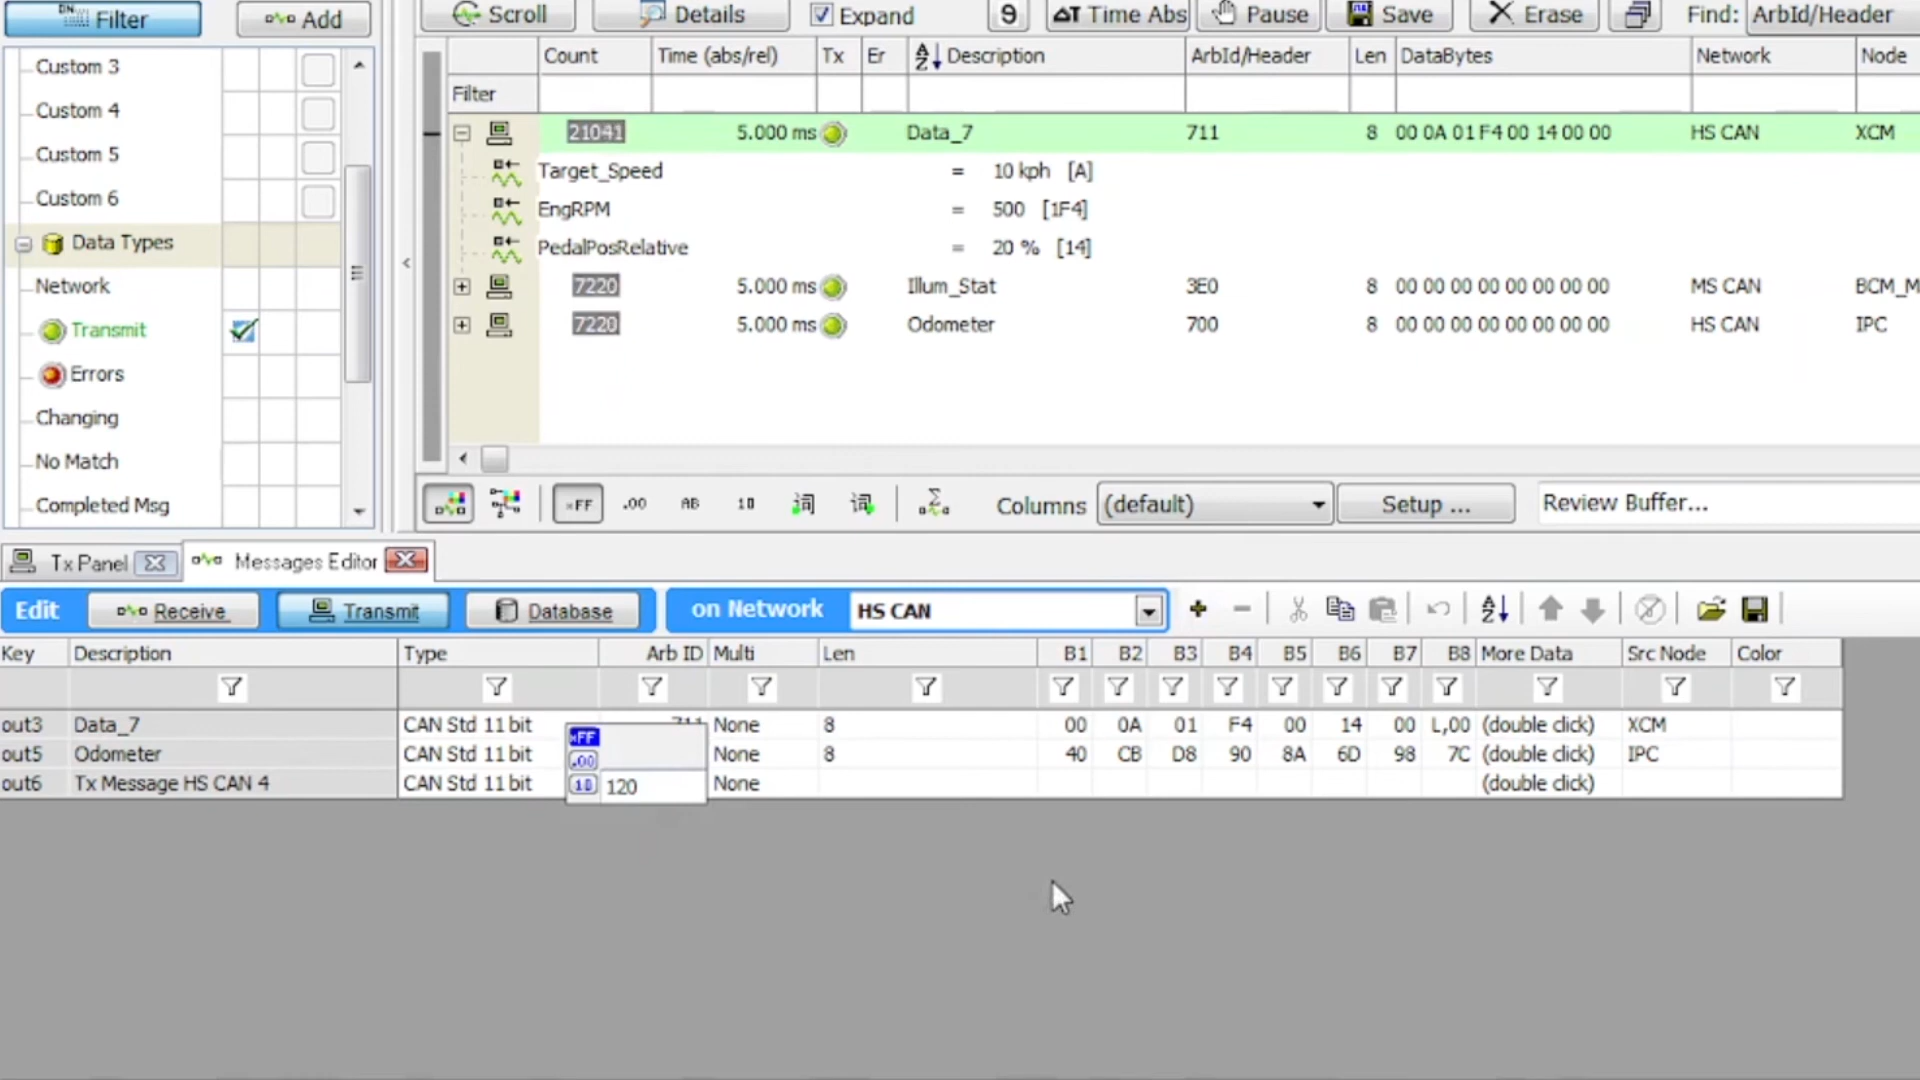 Filter
Add
Scroll
Details
Expand
9
ΔT Time Abs
Pause
Save
Erase
Find: ArbId/Header
Custom 3
Custom 4
Custom 5
Custom 6
Data Types
Network
Transmit
Errors
Changing
No Match
Completed Msg
Count Time (abs/rel) Tx Er Description ArbId/Header Len DataBytes Network Node
Filter
21041 5.000 ms Data_7 711 8 00 0A 01 F4 00 14 00 00 HS CAN XCM
Target_Speed = 10 kph [A]
EngRPM = 500 [1F4]
PedalPosRelative = 20 % [14]
7220 5.000 ms Illum_Stat 3E0 8 00 00 00 00 00 00 00 00 MS CAN BCM_M
7220 5.000 ms Odometer 700 8 00 00 00 00 00 00 00 00 HS CAN IPC
=FF .00 AB 10 Columns (default) Setup ... Review Buffer...
Tx Panel Messages Editor
Edit Receive Transmit Database on Network HS CAN
Key Description Type Arb ID Multi Len B1 B2 B3 B4 B5 B6 B7 B8 More Data Src Node Color
out3 Data_7 CAN Std 11 bit 711 None 8 00 0A 01 F4 00 14 00 L,00 (double click) XCM
out5 Odometer CAN Std 11 bit None 8 40 CB D8 90 8A 6D 98 7C (double click) IPC
out6 Tx Message HS CAN 4 CAN Std 11 bit None (double click)
=FF
.00
10 120